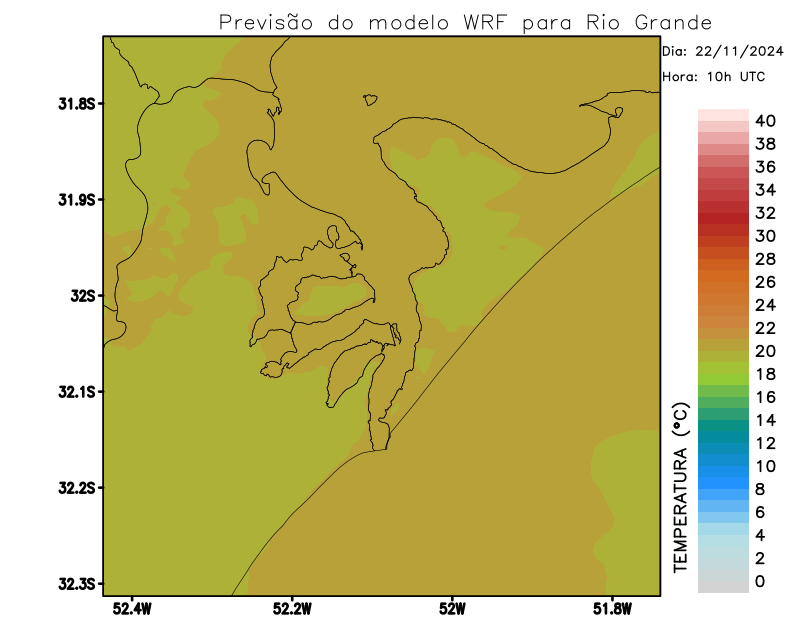 Previsão do modelo WRF para Rio Grande
Dia: 22/11/2024
Hora: 10h UTC
31.8S
31.9S
32S
32.1S
32.2S
32.3S
52.4W
52.2W
52W
51.8W
TEMPERATURA (°C)
40
38
36
34
32
30
28
26
24
22
20
18
16
14
12
10
8
6
4
2
0